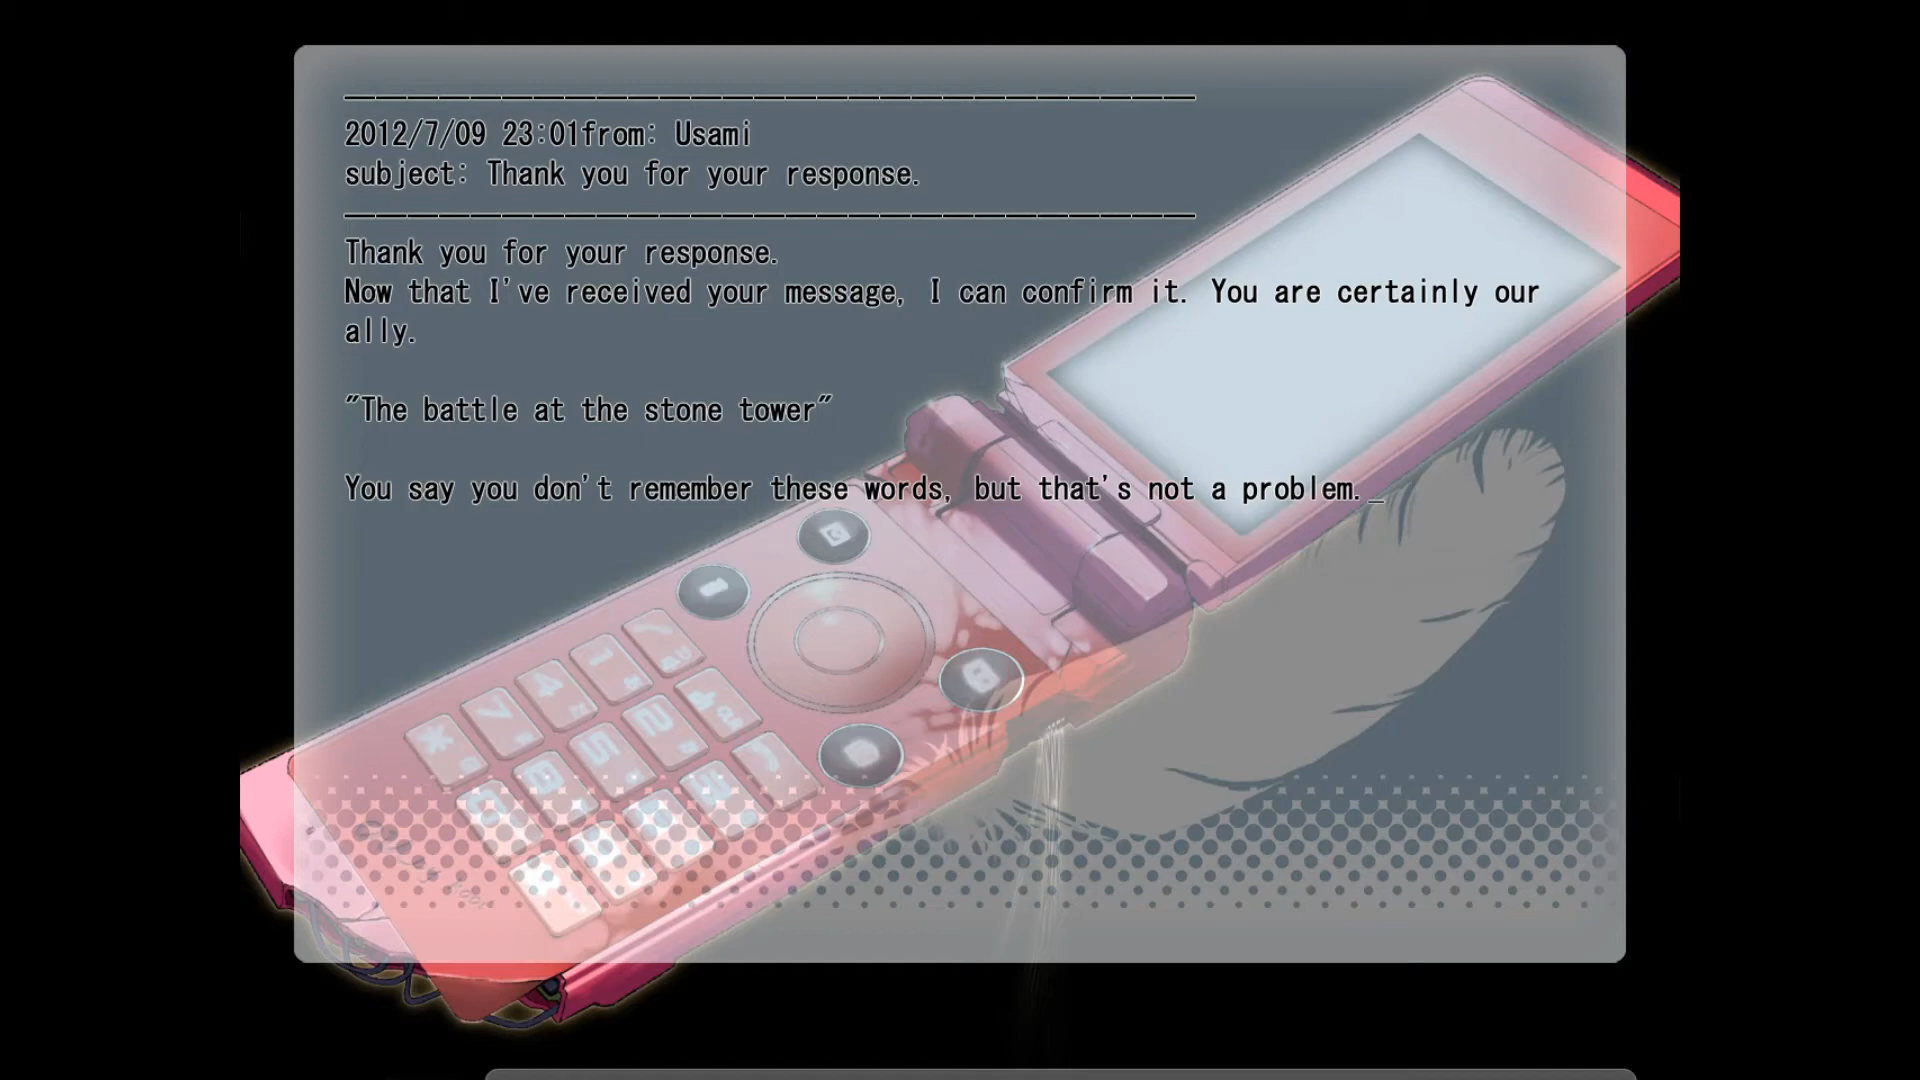 2012/7/09 23:01from: Usami
subject: Thank you for your response.
Thank you for your response.
Now that I've received your message, I can confirm it. You are certainly our
ally.
"The battle at the stone tower"
You say you don't remember these words, but that's not a problem._